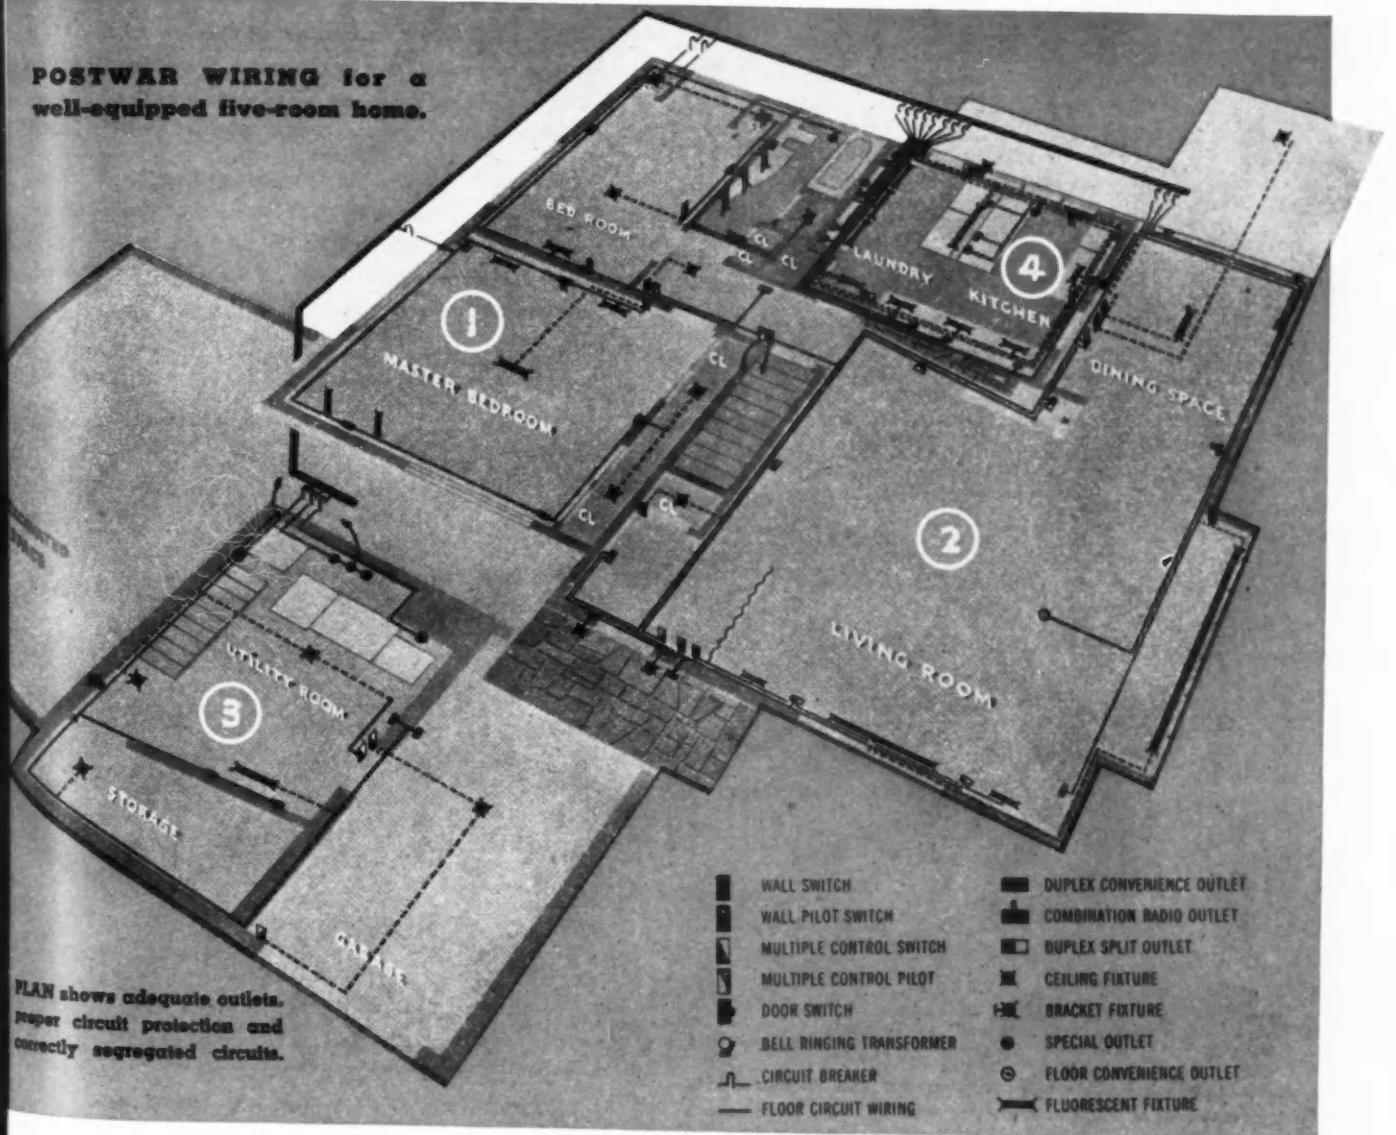 POSTWAR WIRING for a
well-equipped five-room home.
BED ROOM
CL
CL
CL
LAUNDRY
KITCHEN
4
1
MASTER BEDROOM
CL
DINING SPACE
CL
CL
2
LIVING ROOM
UTILITY ROOM
3
STORAGE
GARAGE
PLAN shows adequate outlets,
proper circuit protection and
correctly segregated circuits.
WALL SWITCH
WALL PILOT SWITCH
MULTIPLE CONTROL SWITCH
MULTIPLE CONTROL PILOT
DOOR SWITCH
BELL RINGING TRANSFORMER
CIRCUIT BREAKER
FLOOR CIRCUIT WIRING
DUPLEX CONVENIENCE OUTLET
COMBINATION RADIO OUTLET
DUPLEX SPLIT OUTLET
CEILING FIXTURE
BRACKET FIXTURE
SPECIAL OUTLET
FLOOR CONVENIENCE OUTLET
FLUORESCENT FIXTURE